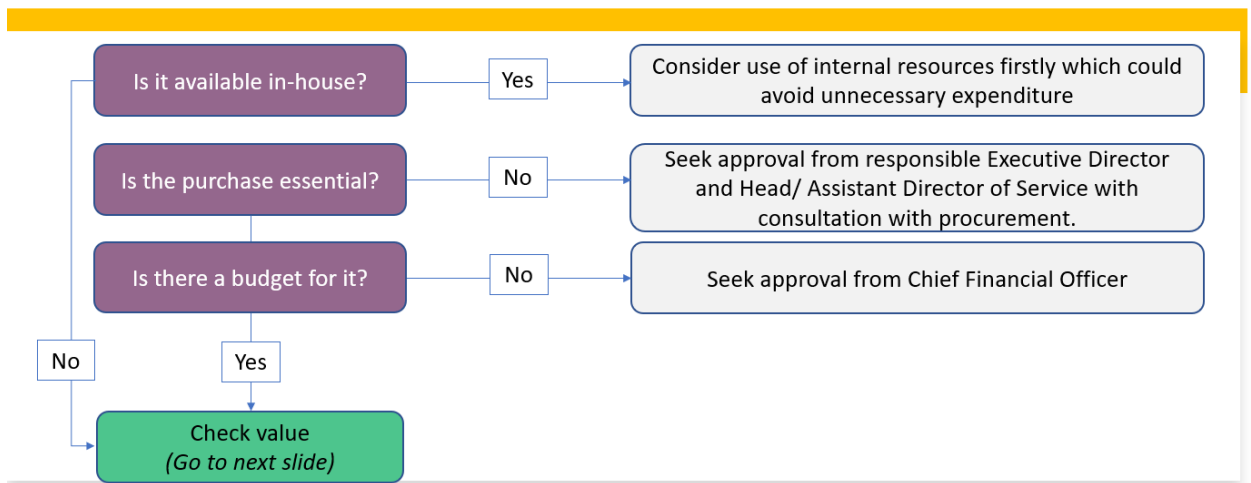 Is it available in-house?
Yes
Consider use of internal resources firstly which could
avoid unnecessary expenditure
Is the purchase essential?
No
Seek approval from responsible Executive Director
and Head/ Assistant Director of Service with
consultation with procurement.
Is there a budget for it?
No
Seek approval from Chief Financial Officer
No
Yes
Check value
(Go to next slide)